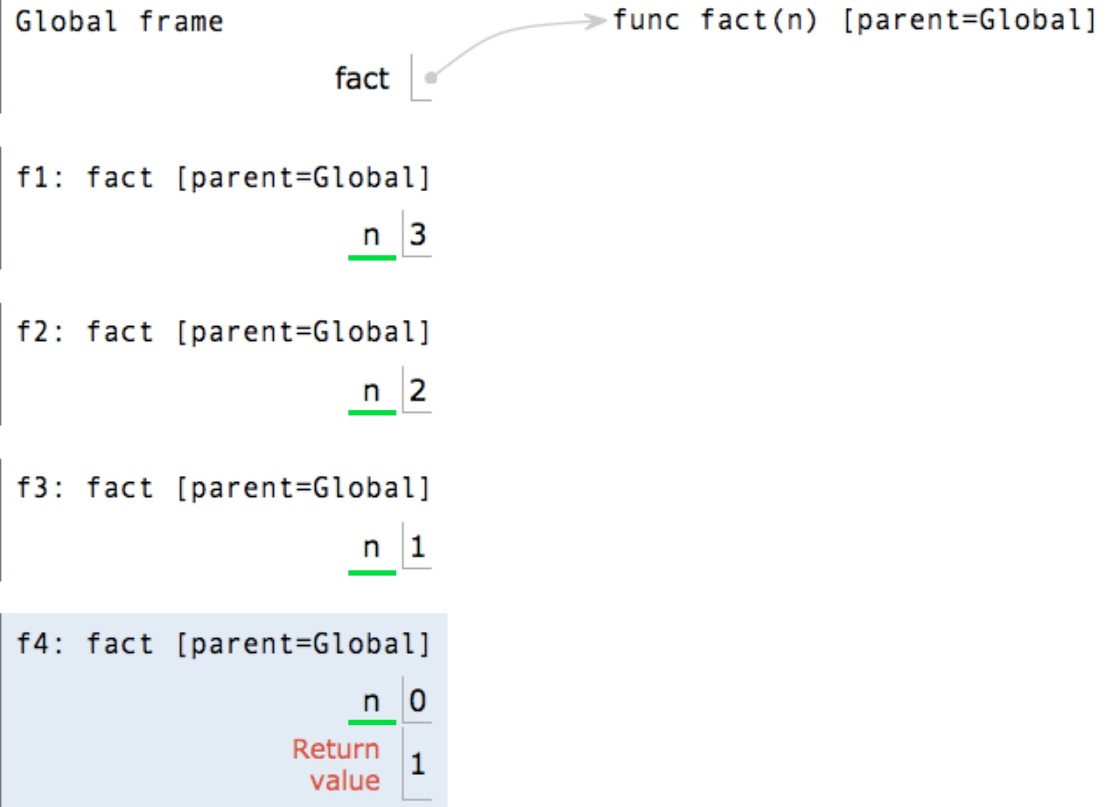 Global frame
func fact(n) [parent=Global]
fact
f1: fact [parent=Global]
n 3
f2: fact [parent=Global]
n 2
f3: fact [parent=Global]
n 1
f4: fact [parent=Global]
n 0
Return
value 1